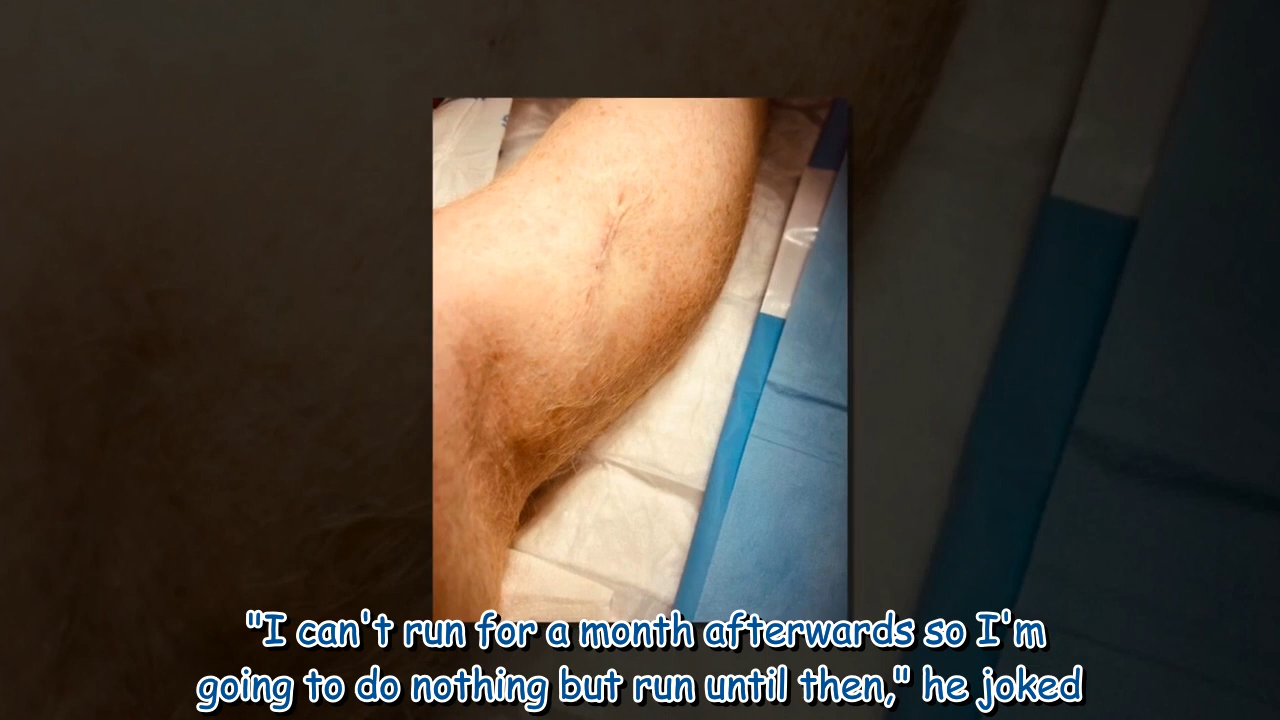 "I can't run for a month afterwards so I'm
going to do nothing but run until then," he joked